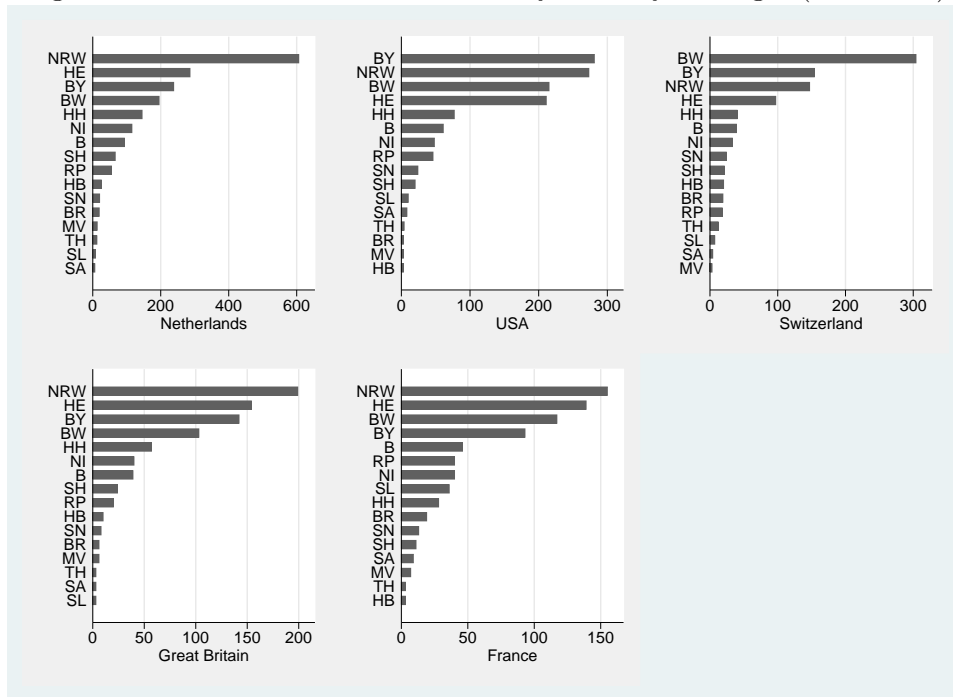 NRW
HE
BY
BW
HH
NI
B
SH
RP
HB
SN
BR
MV
TH
SL
SA
0 200 400 600
Netherlands
BY
NRW
BW
HE
HH
B
NI
RP
SN
SH
SL
SA
TH
BR
MV
HB
0 100 200 300
USA
BW
BY
NRW
HE
HH
B
NI
SN
SH
HB
BR
RP
TH
SL
SA
MV
0 100 200 300
Switzerland
NRW
HE
BY
BW
HH
NI
B
SH
RP
HB
SN
BR
MV
TH
SA
SL
0 50 100 150 200
Great Britain
NRW
HE
BW
BY
B
RP
NI
SL
HH
BR
SN
SH
SA
MV
TH
HB
0 50 100 150
France